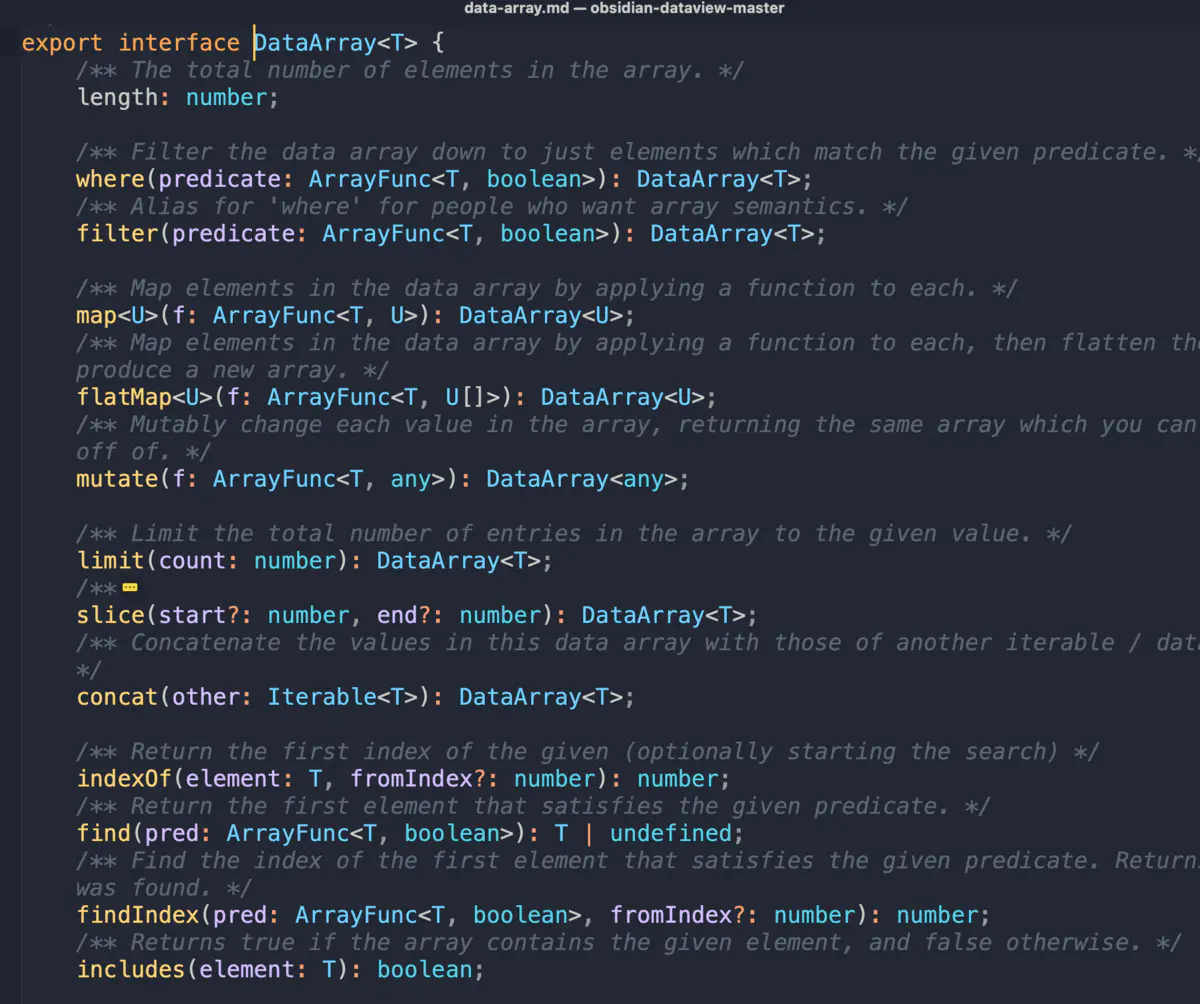 data-array.md — obsidian-dataview-master
export interface DataArray<T> {
/** The total number of elements in the array. */
length: number;
/** Filter the data array down to just elements which match the given predicate. *
where(predicate: ArrayFunc<T, boolean>): DataArray<T>;
/** Alias for 'where' for people who want array semantics. */
filter(predicate: ArrayFunc<T, boolean>): DataArray<T>;
/** Map elements in the data array by applying a function to each. */
map<U>(f: ArrayFunc<T, U>): DataArray<U>;
/** Map elements in the data array by applying a function to each, then flatten the
produce a new array. */
flatMap<U>(f: ArrayFunc<T, U[]>): DataArray<U>;
/** Mutably change each value in the array, returning the same array which you can
off of. */
mutate(f: ArrayFunc<T, any>): DataArray<any>;
/** Limit the total number of entries in the array to the given value. */
limit(count: number): DataArray<T>;
/**
slice(start?: number, end?: number): DataArray<T>;
/** Concatenate the values in this data array with those of another iterable / dat
*/
concat(other: Iterable<T>): DataArray<T>;
/** Return the first index of the given (optionally starting the search) */
indexOf(element: T, fromIndex?: number): number;
/** Return the first element that satisfies the given predicate. */
find(pred: ArrayFunc<T, boolean>): T | undefined;
/** Find the index of the first element that satisfies the given predicate. Return
was found. */
findIndex(pred: ArrayFunc<T, boolean>, fromIndex?: number): number;
/** Returns true if the array contains the given element, and false otherwise. */
includes(element: T): boolean;